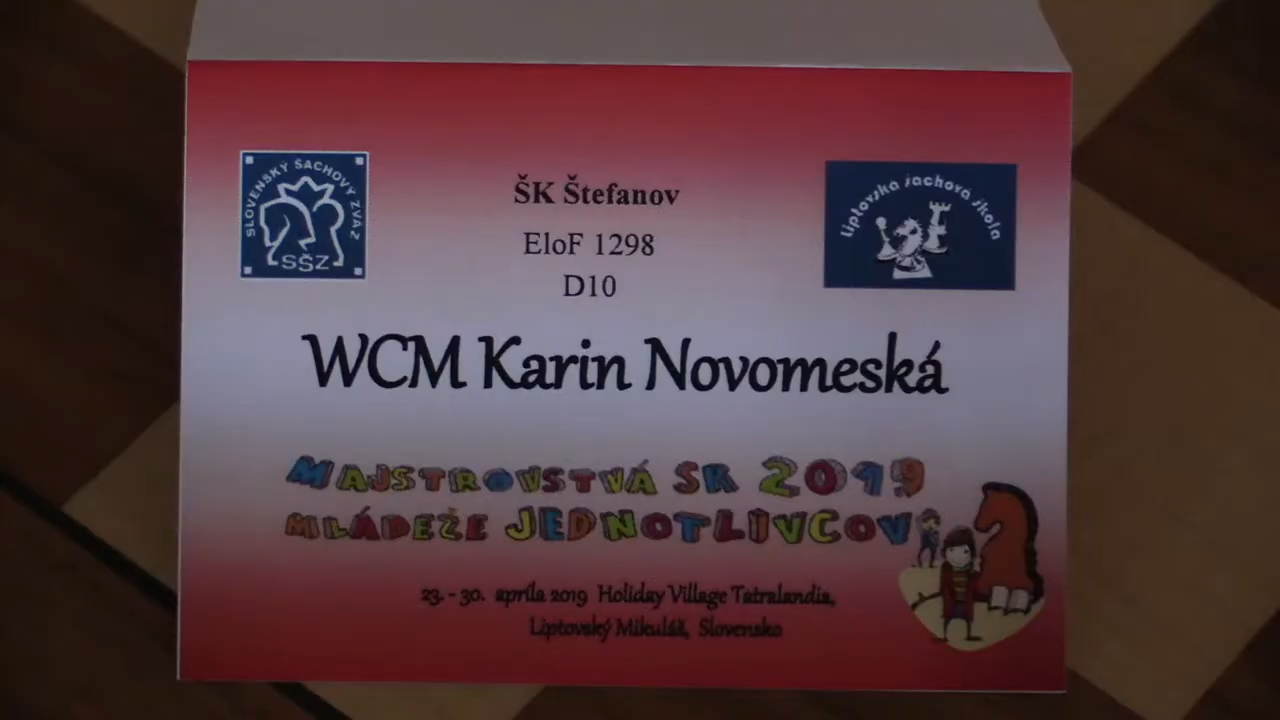 SLOVENSKÝ ŠACHOVÝ ZVÄZ
SŠZ
ŠK Štefanov
EloF 1298
D10
Liptovská šachová škola
WCM Karin Novomeská
MAJSTROVSTVÁ SR 2019
MLÁDEŽE JEDNOTLIVCOV
23. - 30. apríla 2019 Holiday Village Tatralandia,
Liptovský Mikuláš, Slovensko